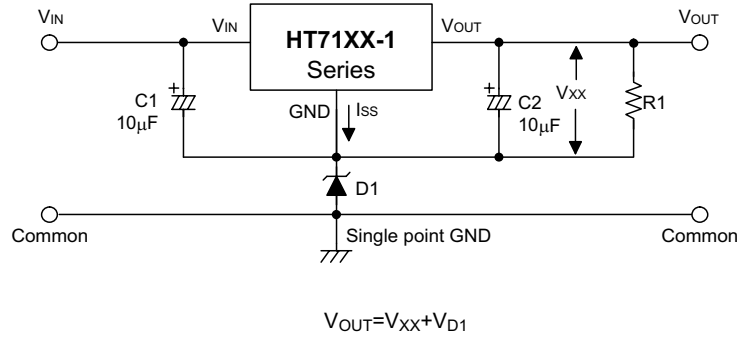 VIN VIN HT71XX-1 VOUT VOUT
Series
C1
10μF
GND ISS
C2
10μF
VXX
R1
D1
Common Single point GND Common
VOUT=VXX+VD1